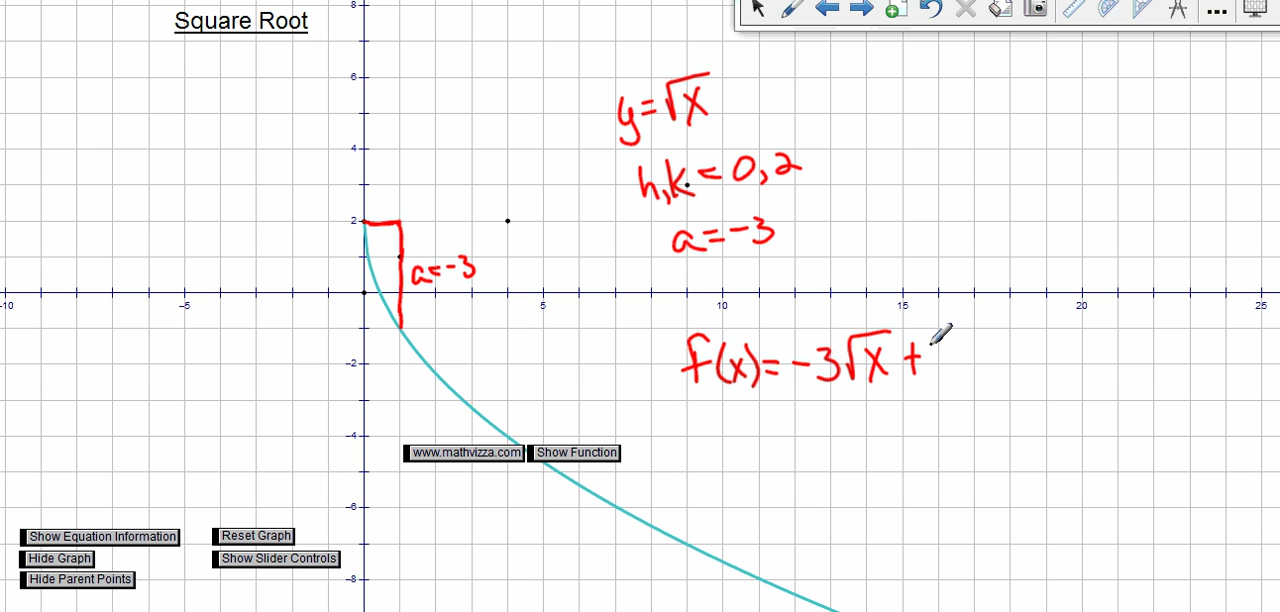 Square Root
8
6
4
2
-2
-4
-6
-8
-10
-5
5
10
15
20
25
y=√x
h,k = 0,2
a=-3
a=-3
f(x)=-3√x +
www.mathvizza.com
Show Function
Show Equation Information
Reset Graph
Hide Graph
Show Slider Controls
Hide Parent Points